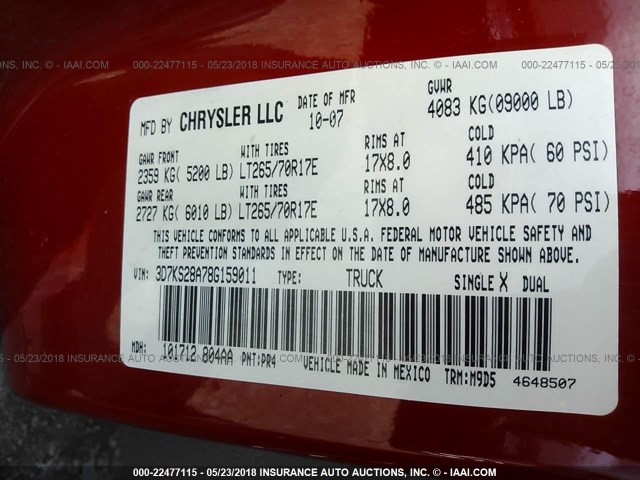 000-22477115 - 05/23/2018 INSURANCE AUTO AUCTIONS, INC. - © IAAI.COM
MFD BY CHRYSLER LLC DATE OF MFR 10-07 GVWR 4083 KG(09000 LB)
GAWR FRONT WITH TIRES RIMS AT COLD
2359 KG( 5200 LB) LT265/70R17E 17X8.0 410 KPA( 60 PSI)
GAWR REAR WITH TIRES RIMS AT COLD
2727 KG( 6010 LB) LT265/70R17E 17X8.0 485 KPA( 70 PSI)
THIS VEHICLE CONFORMS TO ALL APPLICABLE U.S.A. FEDERAL MOTOR VEHICLE SAFETY AND
THEFT PREVENTION STANDARDS IN EFFECT ON THE DATE OF MANUFACTURE SHOWN ABOVE.
VIN: 3D7KS28A78G159011 TYPE: TRUCK SINGLE X DUAL
MDH: 101712 804AA PNT:PR4 VEHICLE MADE IN MEXICO TRM:M9D5 4648507
000-22477115 - 05/23/2018 INSURANCE AUTO AUCTIONS, INC. - © IAAI.COM